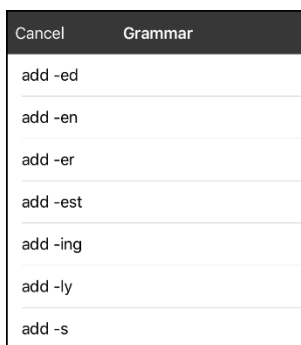 Cancel Grammar
add -ed
add -en
add -er
add -est
add -ing
add -ly
add -s